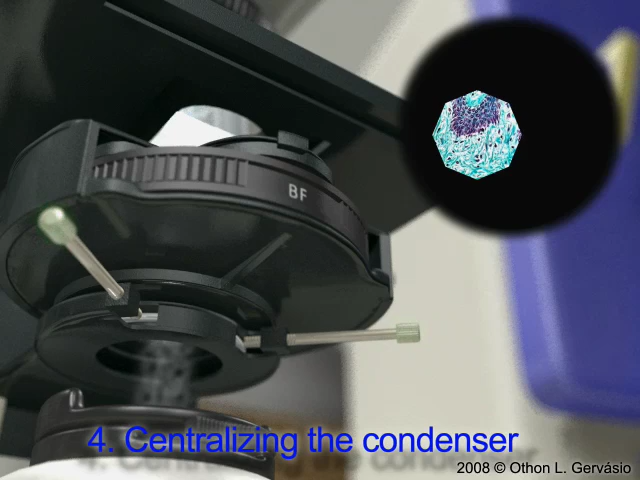 BF
4. Centralizing the condenser
2008 © Othon L. Gervásio